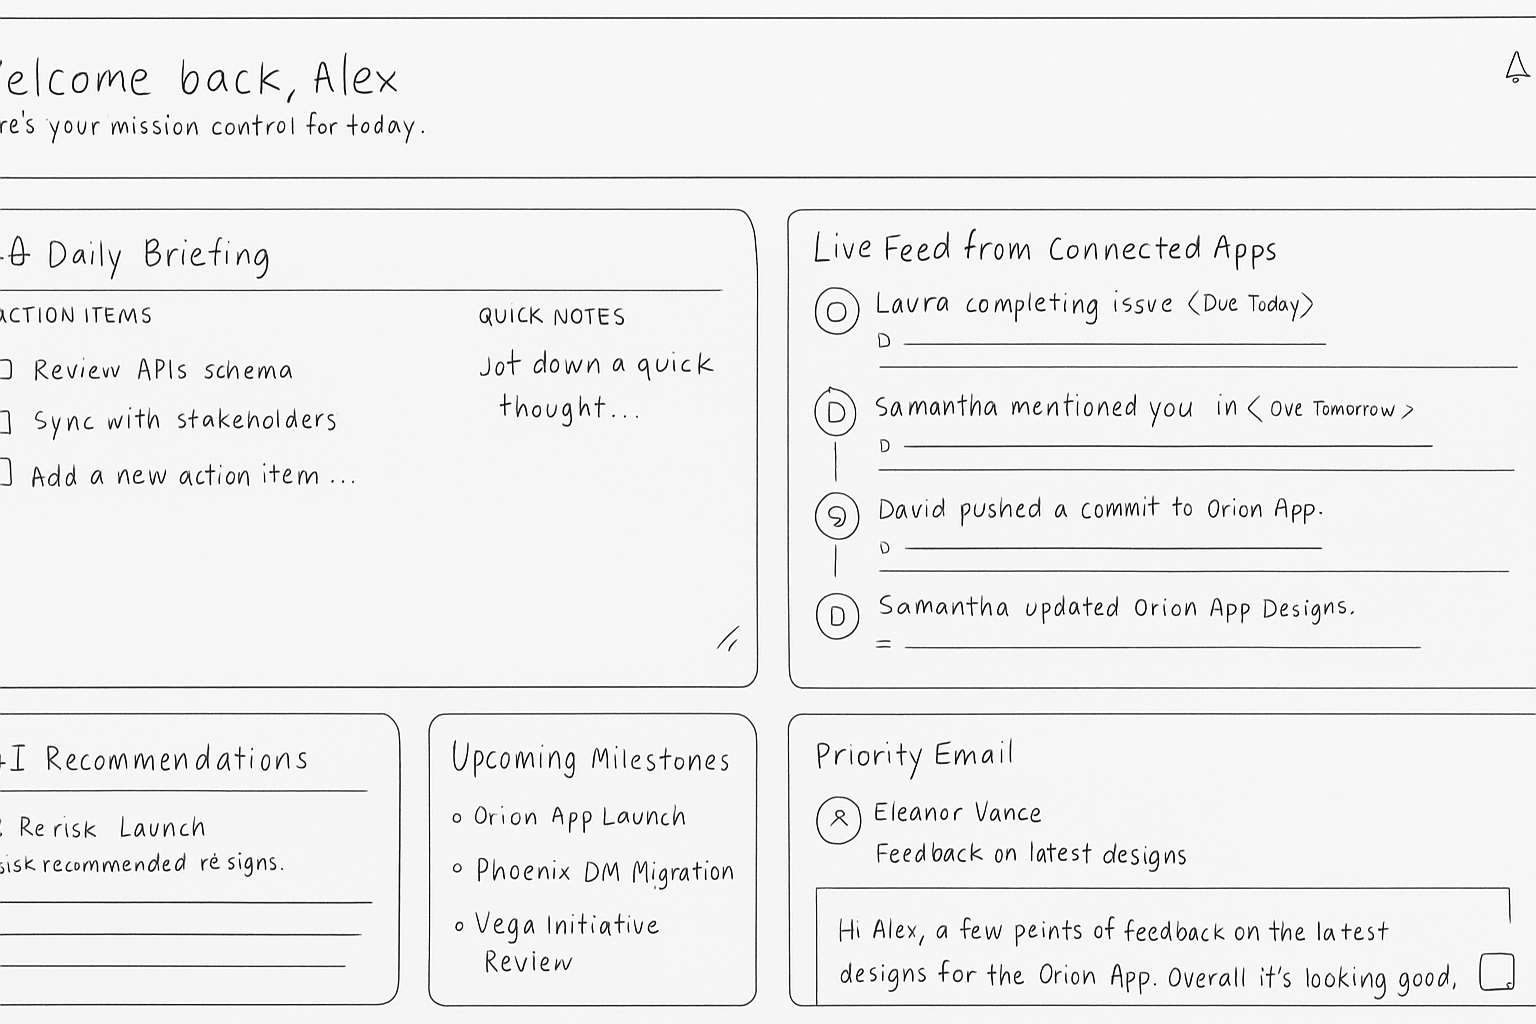 elcome back, Alex
re's your mission control for today.
Daily Briefing
ACTION ITEMS
Review APIs schema
Sync with stakeholders
Add a new action item ...
QUICK NOTES
Jot down a quick
thought...
Live Feed from Connected Apps
O
Laura completing issve <Due Today>
D
D
Samantha mentioned you in < Ove Tomorrow >
D
David pushed a commit to Orion App.
D
D
Samantha updated Orion App Designs.
I Recommendations
Re risk Launch
sisk recommended ré signs.
Upcoming Milestones
Orion App Launch
Phoenix DM Migration
Vega Initiative
Review
Priority Email
Eleanor Vance
Feedback on latest designs
Hi Alex, a few peints of feedback on the latest
designs for the Orion App. Overall it's looking good,